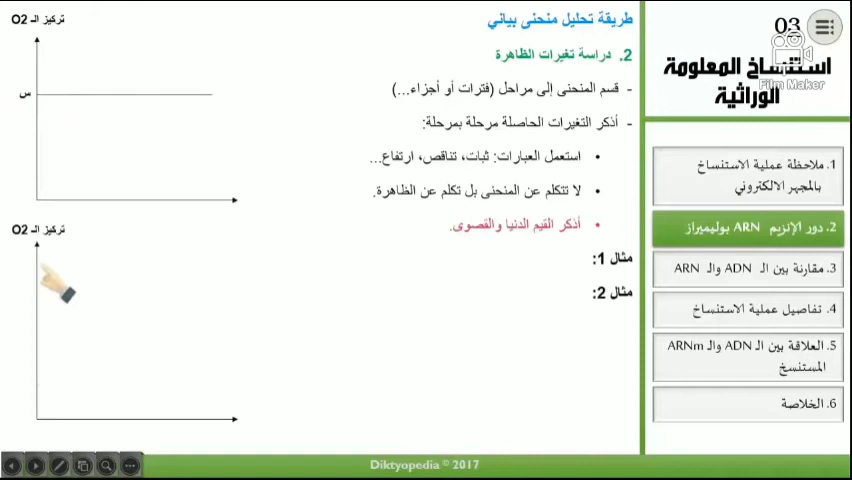 03
استنساخ المعلومة
الوراثية
Film Maker
1. ملاحظة عملية الاستنساخ
بالمجهر الالكتروني
2. دور الإنزيم ARN بوليميراز
3. مقارنة بين الـ ADN والـ ARN
4. تفاصيل عملية الاستنساخ
5. العلاقة بين الـ ADN والـ ARNm
المستنسخ
6. الخلاصة
طريقة تحليل منحنى بياني
2. دراسة تغيرات الظاهرة
- قسم المنحنى إلى مراحل (فترات أو أجزاء...)
- أذكر التغيرات الحاصلة مرحلة بمرحلة:
• استعمل العبارات: ثبات، تناقص، ارتفاع...
• لا تتكلم عن المنحنى بل تكلم عن الظاهرة.
• أذكر القيم الدنيا والقصوى.
مثال 1:
مثال 2:
تركيز الـ O2
س
تركيز الـ O2
Diktyopedia © 2017